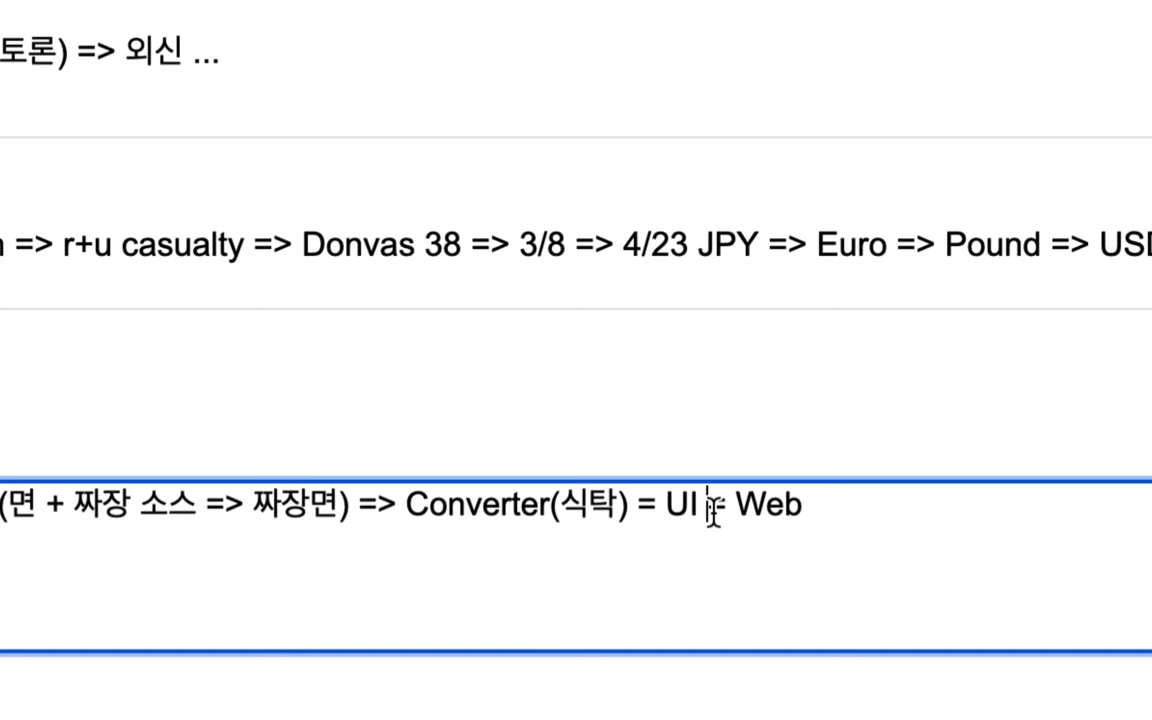 토론) => 외신 ...
=> r+u casualty => Donvas 38 => 3/8 => 4/23 JPY => Euro => Pound => USD
(면 + 짜장 소스 => 짜장면) => Converter(식탁) = UI = Web